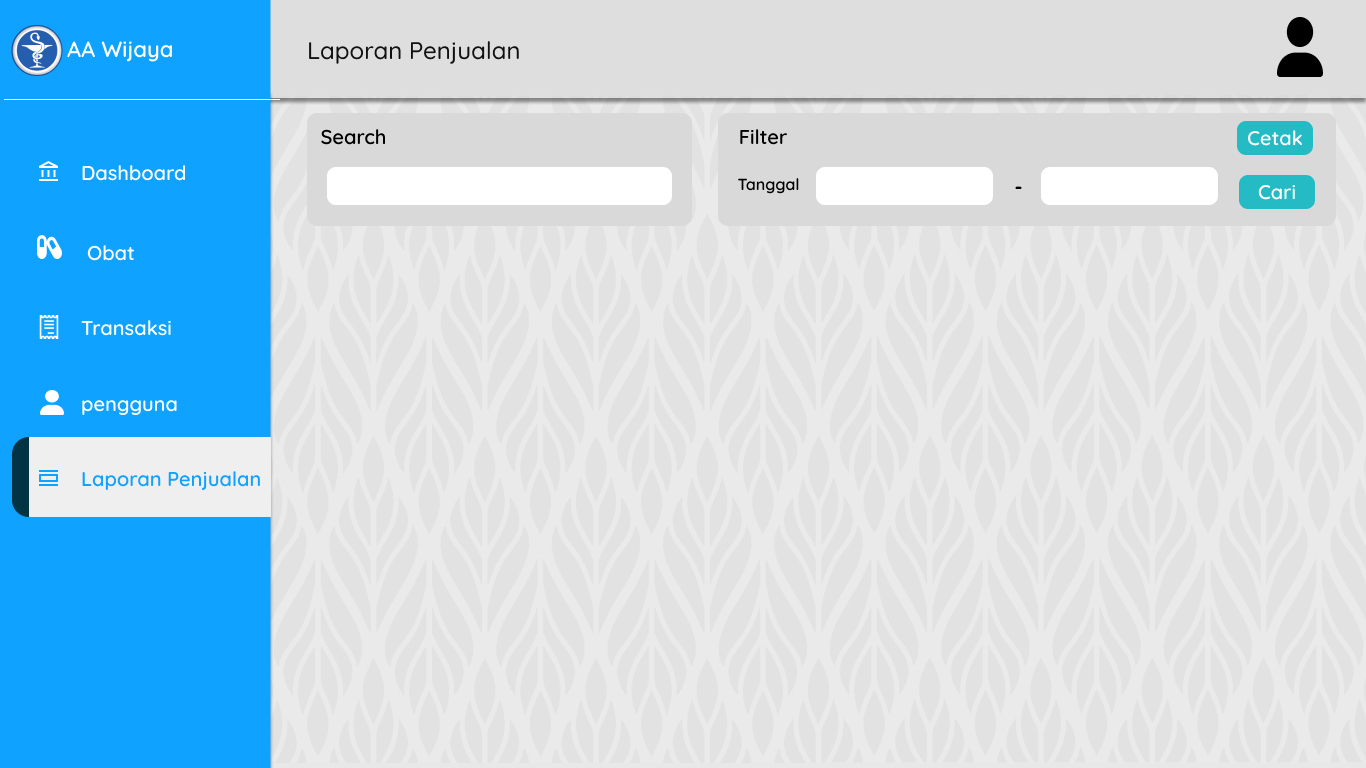 AA Wijaya
Laporan Penjualan
Search
Filter
Cetak
Tanggal
-
Cari
Dashboard
Obat
Transaksi
pengguna
Laporan Penjualan